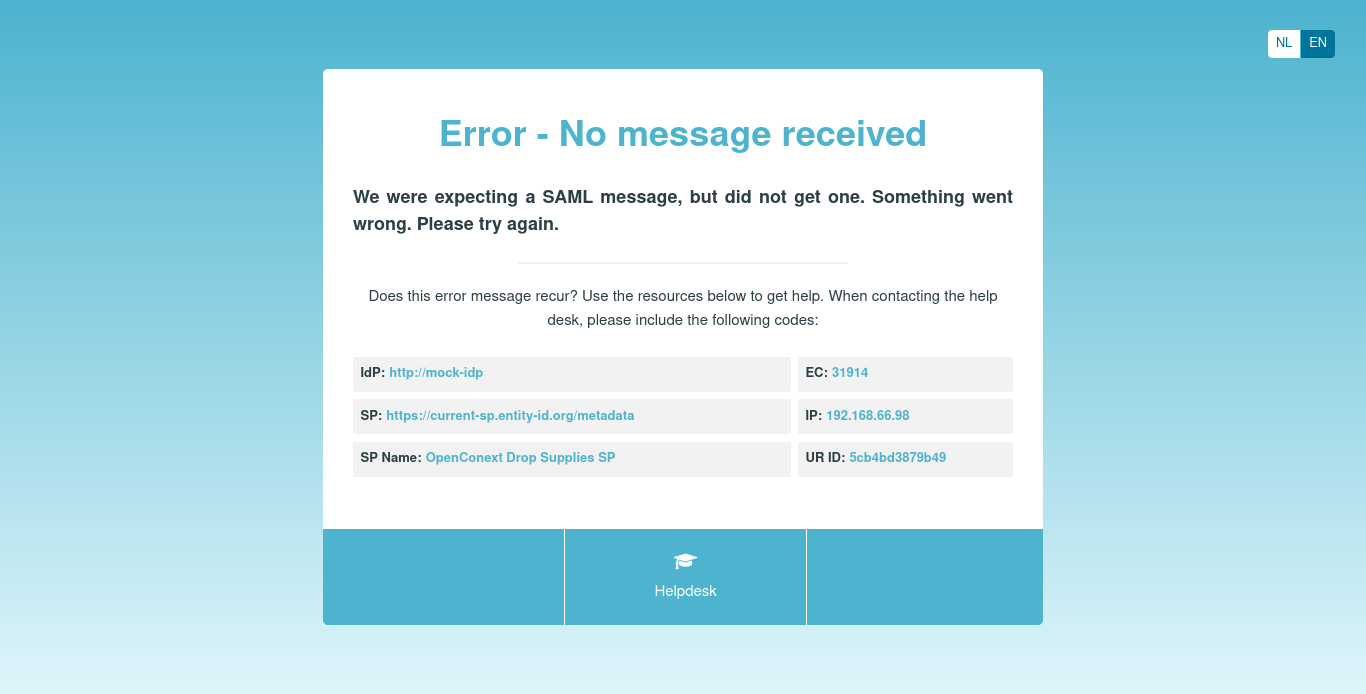 NL EN
Error - No message received
We were expecting a SAML message, but did not get one. Something went
wrong. Please try again.
Does this error message recur? Use the resources below to get help. When contacting the help
desk, please include the following codes:
IdP: http://mock-idp
EC: 31914
SP: https://current-sp.entity-id.org/metadata
IP: 192.168.66.98
SP Name: OpenConext Drop Supplies SP
UR ID: 5cb4bd3879b49
Helpdesk